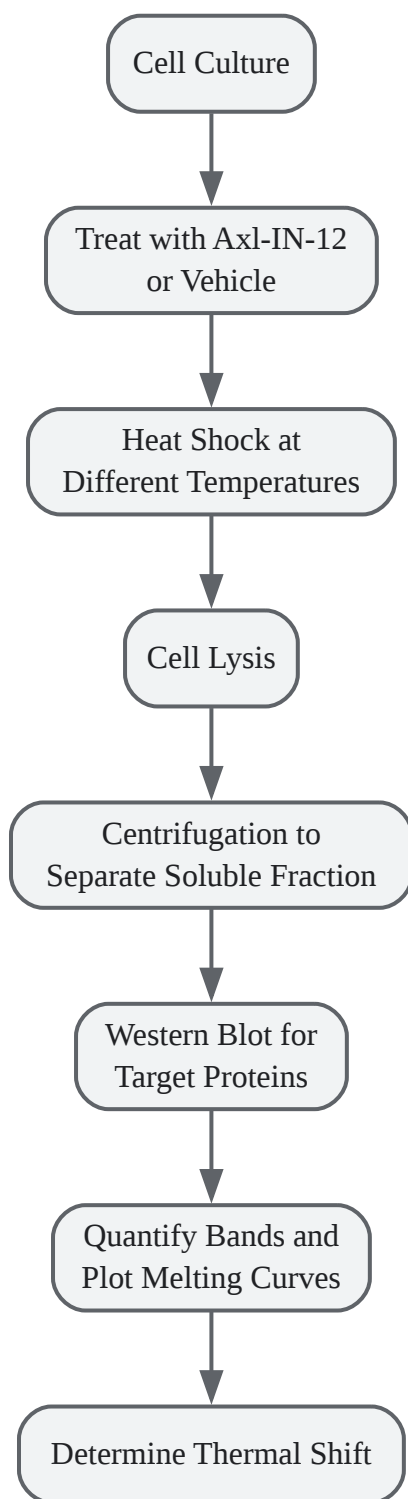 Cell Culture
Treat with Axl-IN-12
or Vehicle
Heat Shock at
Different Temperatures
Cell Lysis
Centrifugation to
Separate Soluble Fraction
Western Blot for
Target Proteins
Quantify Bands and
Plot Melting Curves
Determine Thermal Shift